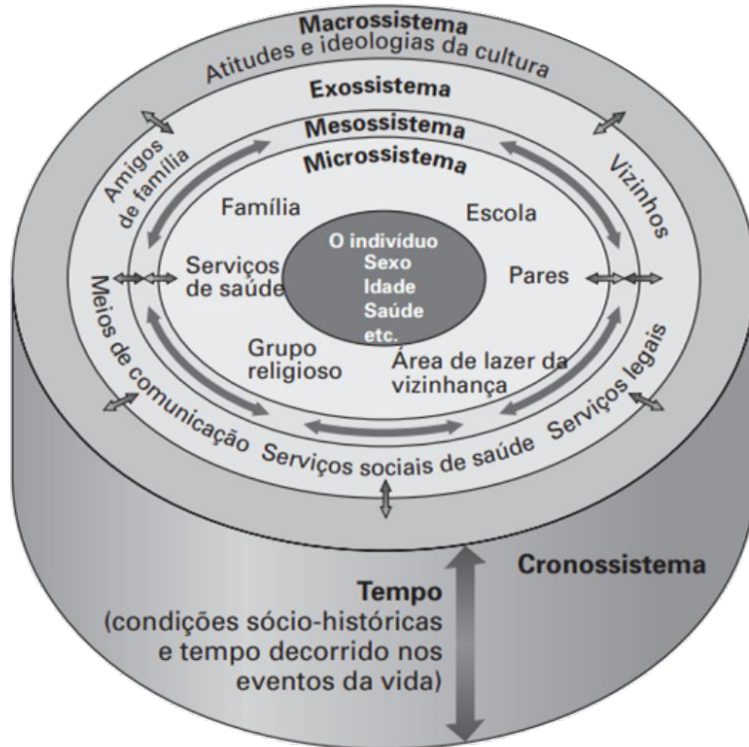 Macrossistema
Atitudes e ideologias da cultura
Exossistema
Mesossistema
Microssistema
Amigos
de família
Vizinhos
Família
Escola
O indivíduo
Sexo
Idade
Saúde
etc.
Serviços
de saúde
Pares
Grupo
religioso
Área de lazer da
vizinhança
Meios de comunicação
Serviços sociais de saúde
Serviços legais
Cronossistema
Tempo
(condições sócio-históricas
e tempo decorrido nos
eventos da vida)